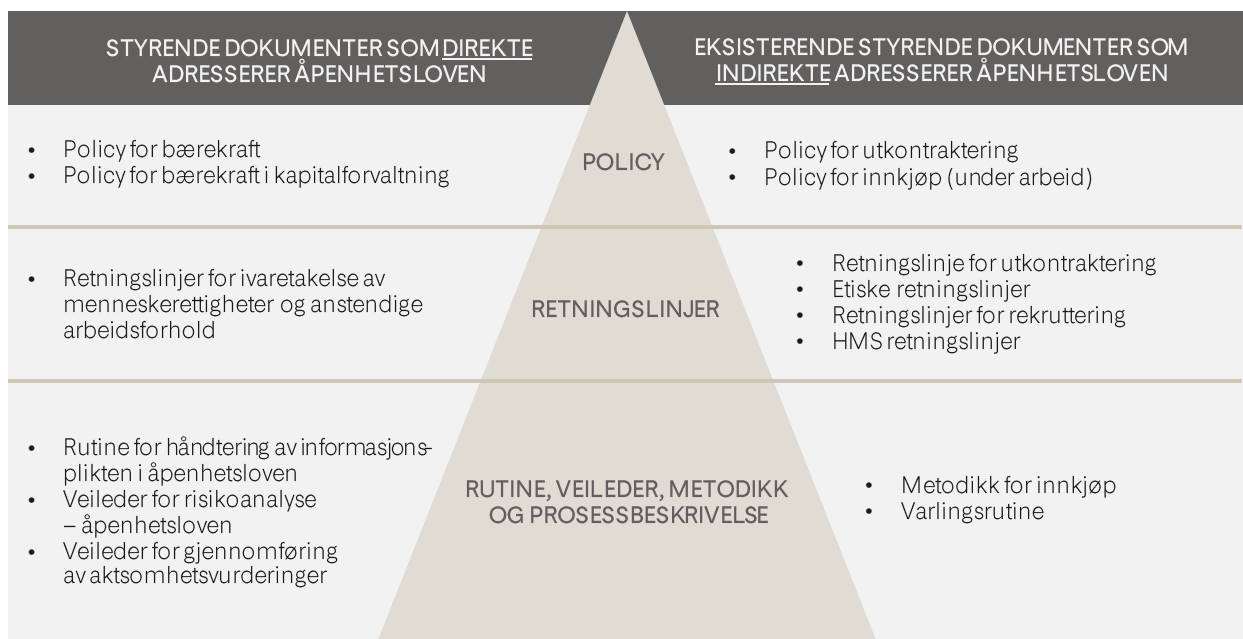 STYRENDE DOKUMENTER SOM DIREKTE
ADRESSERER ÅPENHETSLOVEN
EKSISTERENDE STYRENDE DOKUMENTER SOM
INDIREKTE ADRESSERER ÅPENHETSLOVEN
• Policy for bærekraft
• Policy for bærekraft i kapitalforvaltning
POLICY
• Policy for utkontraktering
• Policy for innkjøp (under arbeid)
• Retningslinjer for ivaretakelse av
menneskerettigheter og anstendige
arbeidsforhold
RETNINGSLINJER
• Retningslinje for utkontraktering
• Etiske retningslinjer
• Retningslinjer for rekruttering
• HMS retningslinjer
• Rutine for håndtering av informasjons-
plikten i åpenhetsloven
• Veileder for risikoanalyse
– åpenhetsloven
• Veileder for gjennomføring
av aktsomhetsvurderinger
RUTINE, VEILEDER, METODIKK
OG PROSESSBESKRIVELSE
• Metodikk for innkjøp
• Varlingsrutine